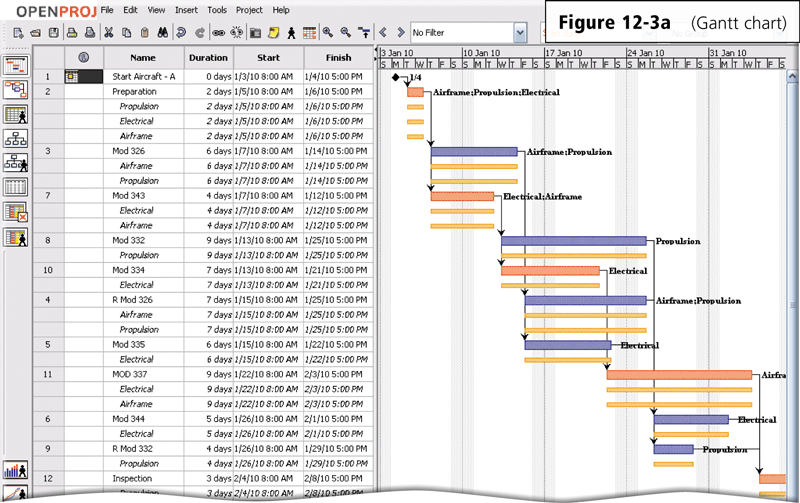 OPENPROJ File Edit View Insert Tools Project Help
Figure 12-3a (Gantt chart)
No Filter
Name Duration Start Finish
3 Jan 10 10 Jan 10 17 Jan 10 24 Jan 10 31 Jan 10
S M T W T F S S M T W T F S S M T W T F S S M T W T F S S M T W T F S
1 Start Aircraft - A 0 days 1/3/10 8:00 AM 1/4/10 5:00 PM 1/4
2 Preparation 2 days 1/5/10 8:00 AM 1/6/10 5:00 PM Airframe;Propulsion;Electrical
Propulsion 2 days 1/5/10 8:00 AM 1/6/10 5:00 PM
Electrical 2 days 1/5/10 8:00 AM 1/6/10 5:00 PM
Airframe 2 days 1/5/10 8:00 AM 1/6/10 5:00 PM
3 Mod 326 6 days 1/7/10 8:00 AM 1/14/10 5:00 PM Airframe;Propulsion
Airframe 6 days 1/7/10 8:00 AM 1/14/10 5:00 PM
Propulsion 6 days 1/7/10 8:00 AM 1/14/10 5:00 PM
7 Mod 343 4 days 1/7/10 8:00 AM 1/12/10 5:00 PM Electrical;Airframe
Electrical 4 days 1/7/10 8:00 AM 1/12/10 5:00 PM
Airframe 4 days 1/7/10 8:00 AM 1/12/10 5:00 PM
8 Mod 332 9 days 1/13/10 8:00 AM 1/25/10 5:00 PM Propulsion
Propulsion 9 days 1/13/10 8:00 AM 1/25/10 5:00 PM
10 Mod 334 7 days 1/13/10 8:00 AM 1/21/10 5:00 PM Electrical
Electrical 7 days 1/13/10 8:00 AM 1/21/10 5:00 PM
4 R Mod 326 7 days 1/15/10 8:00 AM 1/25/10 5:00 PM Airframe;Propulsion
Airframe 7 days 1/15/10 8:00 AM 1/25/10 5:00 PM
Propulsion 7 days 1/15/10 8:00 AM 1/25/10 5:00 PM
5 Mod 335 6 days 1/15/10 8:00 AM 1/22/10 5:00 PM Electrical
Electrical 6 days 1/15/10 8:00 AM 1/22/10 5:00 PM
11 MOD 337 9 days 1/22/10 8:00 AM 2/3/10 5:00 PM Airfra
Electrical 9 days 1/22/10 8:00 AM 2/3/10 5:00 PM
Airframe 9 days 1/22/10 8:00 AM 2/3/10 5:00 PM
6 Mod 344 5 days 1/26/10 8:00 AM 2/1/10 5:00 PM Electrical
Electrical 5 days 1/26/10 8:00 AM 2/1/10 5:00 PM
9 R Mod 332 4 days 1/26/10 8:00 AM 1/29/10 5:00 PM Propulsion
Propulsion 4 days 1/26/10 8:00 AM 1/29/10 5:00 PM
12 Inspection 3 days 2/4/10 8:00 AM 2/8/10 5:00 PM
Propulsion 3 days 2/4/10 8:00 AM 2/8/10 5:00 PM